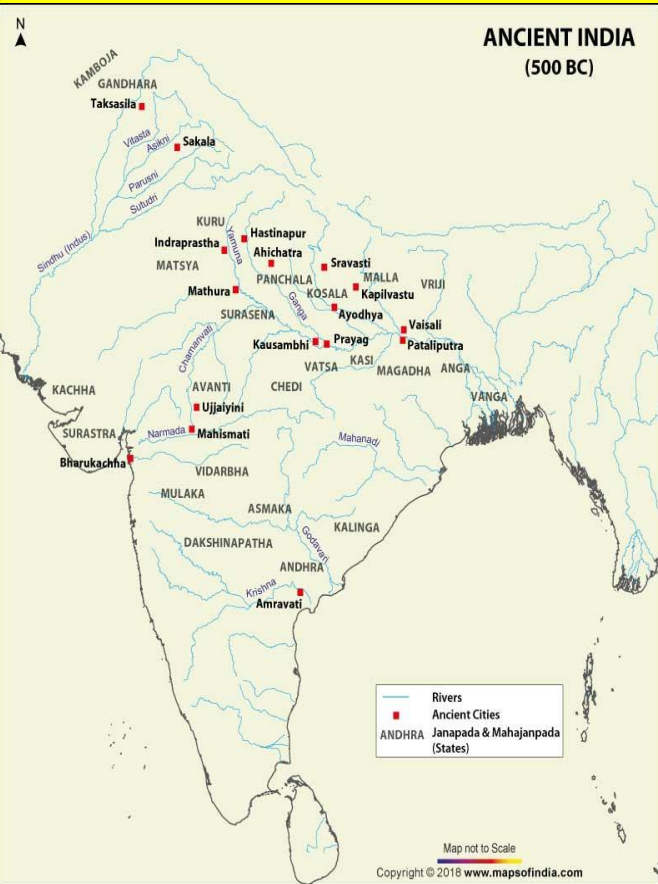 N
ANCIENT INDIA
(500 BC)
KAMBOJA
GANDHARA
Taksasila
Vitasta
Asikni
Sakala
Parusni
Sutudri
Sindhu (Indus)
KURU
Hastinapur
Indraprastha
Yamuna
Ahichatra
MATSYA
Sravasti
PANCHALA
MALLA
VRIJI
Mathura
Ganga
KOSALA
Kapilvastu
SURASENA
Ayodhya
Chamanvati
Vaisali
Kausambhi
Prayag
Pataliputra
VATSA
KASI
MAGADHA
ANGA
KACHHA
AVANTI
CHEDI
VANGA
Ujjaiyini
SURASTRA
Narmada
Mahismati
Mahanadi
Bharukachha
VIDARBHA
MULAKA
ASMAKA
KALINGA
DAKSHINAPATHA
Godavari
ANDHRA
Krishna
Amravati
Rivers
Ancient Cities
ANDHRA Janapada & Mahajanpada
(States)
Map not to Scale
Copyright © 2018 www.mapsofindia.com